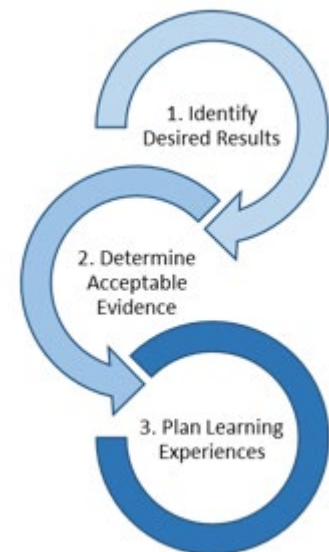 1. Identify
Desired Results
2. Determine
Acceptable
Evidence
3. Plan Learning
Experiences